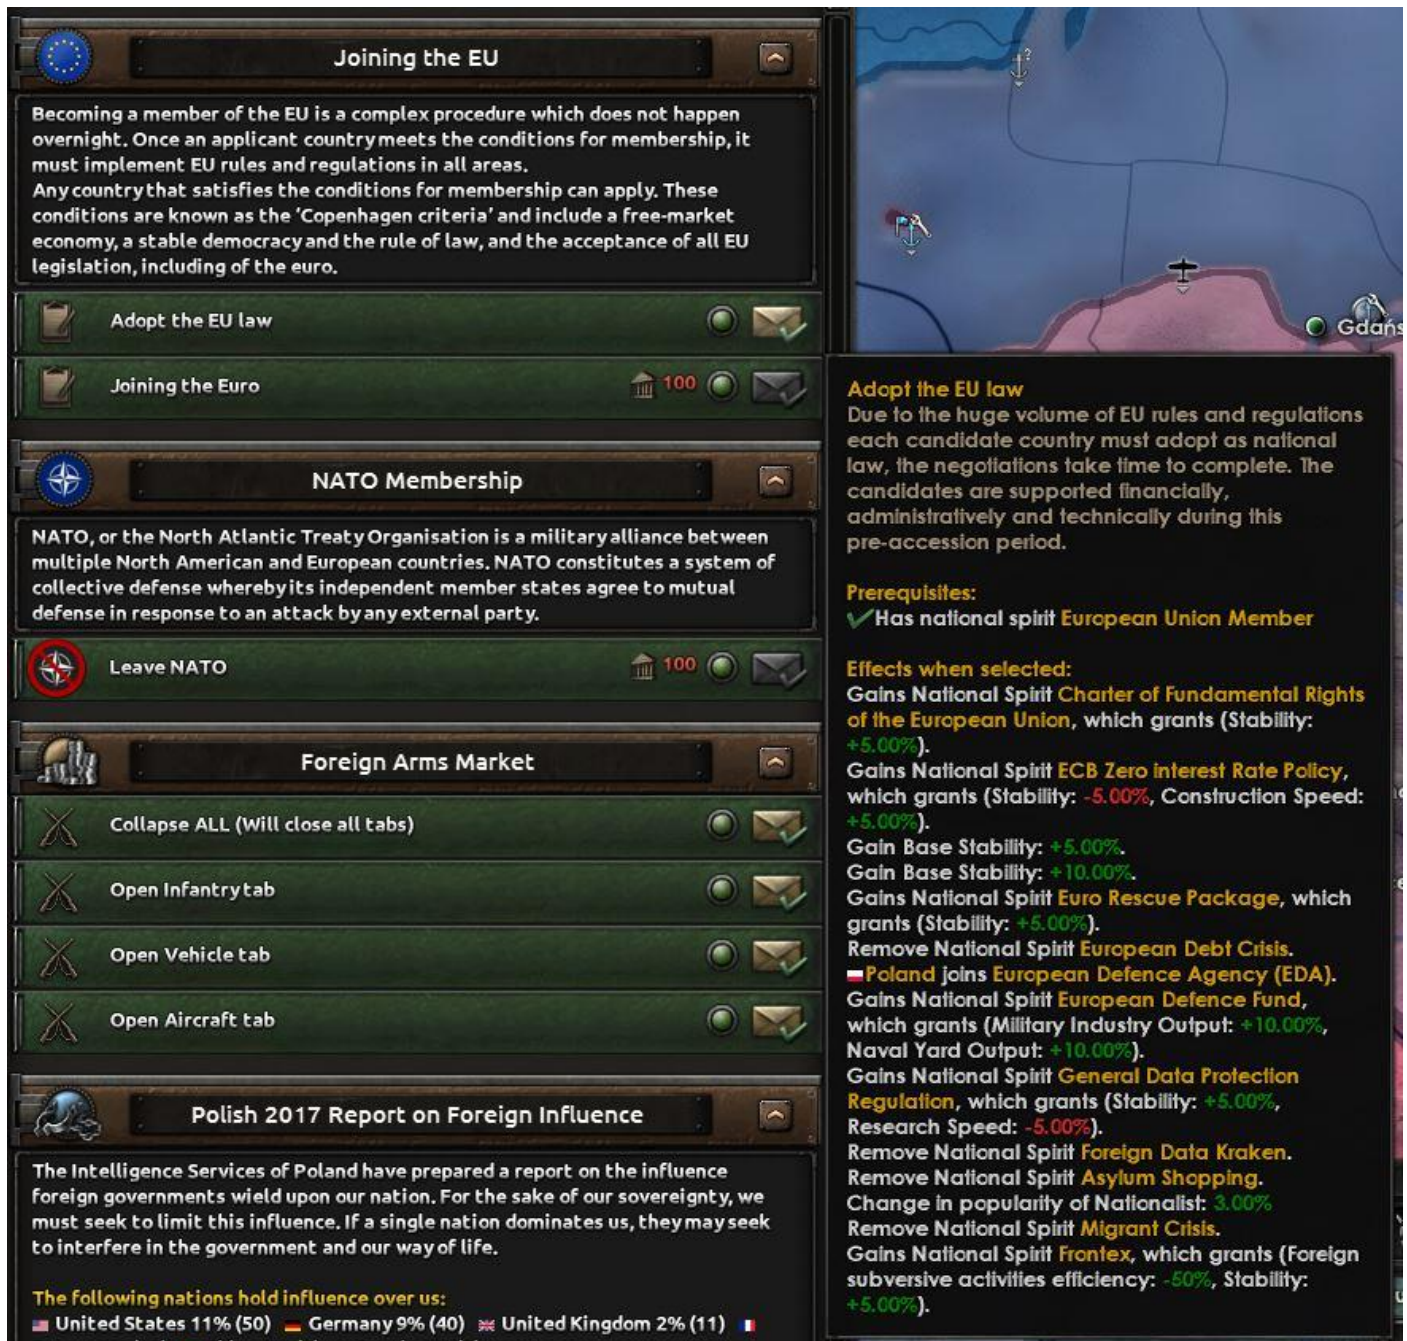 Joining the EU
Becoming a member of the EU is a complex procedure which does not happen
overnight. Once an applicant country meets the conditions for membership, it
must implement EU rules and regulations in all areas.
Any country that satisfies the conditions for membership can apply. These
conditions are known as the 'Copenhagen criteria' and include a free-market
economy, a stable democracy and the rule of law, and the acceptance of all EU
legislation, including of the euro.
Adopt the EU law
Joining the Euro 100
NATO Membership
NATO, or the North Atlantic Treaty Organisation is a military alliance between
multiple North American and European countries. NATO constitutes a system of
collective defense whereby its independent member states agree to mutual
defense in response to an attack by any external party.
Leave NATO 100
Foreign Arms Market
Collapse ALL (Will close all tabs)
Open Infantry tab
Open Vehicle tab
Open Aircraft tab
Polish 2017 Report on Foreign Influence
The Intelligence Services of Poland have prepared a report on the influence
foreign governments wield upon our nation. For the sake of our sovereignty, we
must seek to limit this influence. If a single nation dominates us, they may seek
to interfere in the government and our way of life.
The following nations hold influence over us:
United States 11% (50) Germany 9% (40) United Kingdom 2% (11)
?
Gdańs
Adopt the EU law
Due to the huge volume of EU rules and regulations
each candidate country must adopt as national
law, the negotiations take time to complete. The
candidates are supported financially,
administratively and technically during this
pre-accession period.
Prerequisites:
Has national spirit European Union Member
Effects when selected:
Gains National Spirit Charter of Fundamental Rights
of the European Union, which grants (Stability:
+5.00%).
Gains National Spirit ECB Zero interest Rate Policy,
which grants (Stability: -5.00%, Construction Speed:
+5.00%).
Gain Base Stability: +5.00%.
Gain Base Stability: +10.00%.
Gains National Spirit Euro Rescue Package, which
grants (Stability: +5.00%).
Remove National Spirit European Debt Crisis.
Poland joins European Defence Agency (EDA).
Gains National Spirit European Defence Fund,
which grants (Military Industry Output: +10.00%,
Naval Yard Output: +10.00%).
Gains National Spirit General Data Protection
Regulation, which grants (Stability: +5.00%,
Research Speed: -5.00%).
Remove National Spirit Foreign Data Kraken.
Remove National Spirit Asylum Shopping.
Change in popularity of Nationalist: 3.00%
Remove National Spirit Migrant Crisis.
Gains National Spirit Frontex, which grants (Foreign
subversive activities efficiency: -50%, Stability:
+5.00%).